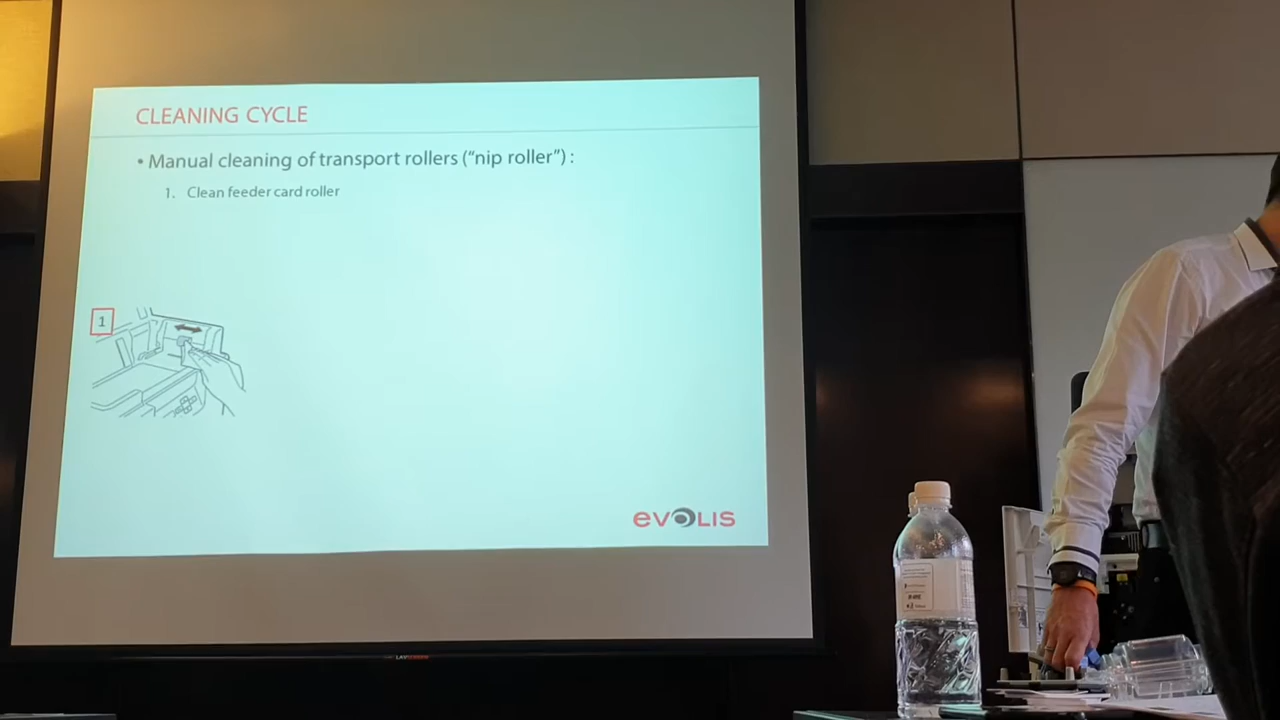 CLEANING CYCLE
• Manual cleaning of transport rollers ("nip roller") :
1. Clean feeder card roller
1
evolis